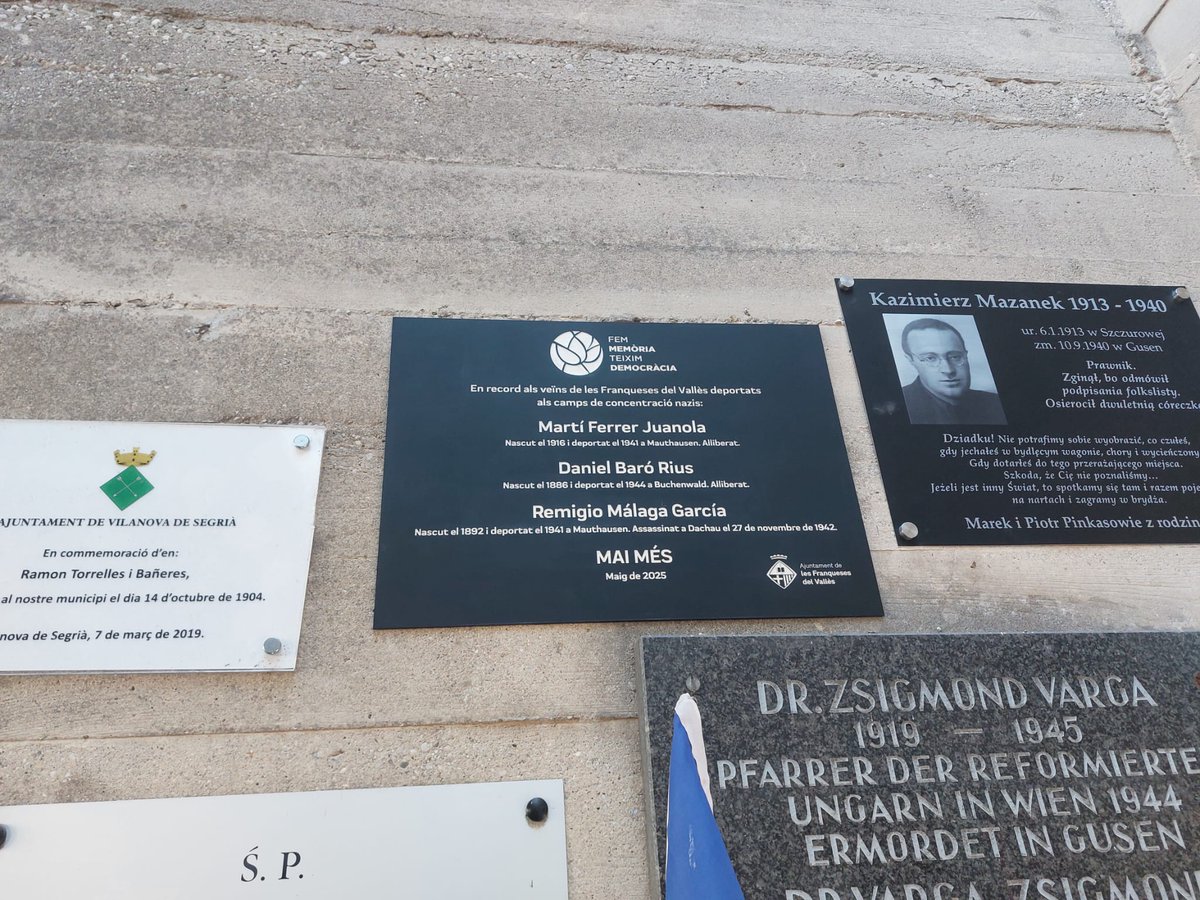 AJUNTAMENT DE VILANOVA DE SEGRIÀ
En commemoració d'en:
Ramon Torrelles i Bañeres,
al nostre municipi el dia 14 d'octubre de 1904.
de Segrià, 7 de març de 2019.
FEM
MEMÒRIA
TEIXIM
DEMOCRÀCIA
En record als veïns de les Franqueses del Vallès deportats
als camps de concentració nazis:
Martí Ferrer Juanola
Nascut el 1916 i deportat el 1941 a Mauthausen. Alliberat.
Daniel Baró Rius
Nascut el 1886 i deportat el 1944 a Buchenwald. Alliberat.
Remigio Málaga García
Nascut el 1892 i deportat el 1941 a Mauthausen. Assassinat a Dachau el 27 de novembre de 1942.
MAI MÉS
Maig de 2025
Ajuntament de
les Franqueses
del Vallès
Kazimierz Mazanek 1913 - 1940
ur. 6.1.1913 w Szczurowej
zm. 10.9.1940 w Gusen
Prawnik.
Zginął, bo odmówił
podpisania folkslisty.
Osierocił dwuletnią córeczkę
Dziadku! Nie potrafimy sobie wyobrazić, co czułeś,
gdy jechałeś w bydlęcym wagonie, chory i wycieńczony
Gdy dotarłeś do tego przerażającego miejsca.
Szkoda, że Cię nie poznaliśmy...
Jeżeli jest inny Świat, to spotkamy się tam i razem
na nartach i zagramy w brydża.
Marek i Piotr Pinkasowie z
Ś. P.
DR. ZSIGMOND VARGA
1919 — 1945
PFARRER DER REFORMIERTE
UNGARN IN WIEN 1944
ERMORDET IN GUSEN
DR VARGA ZSIGMOND